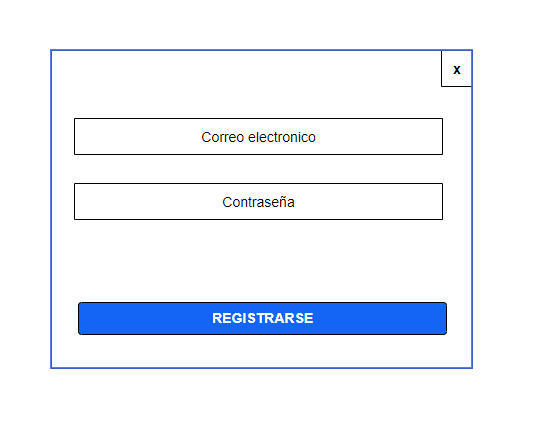 x
Correo electronico
Contraseña
REGISTRARSE